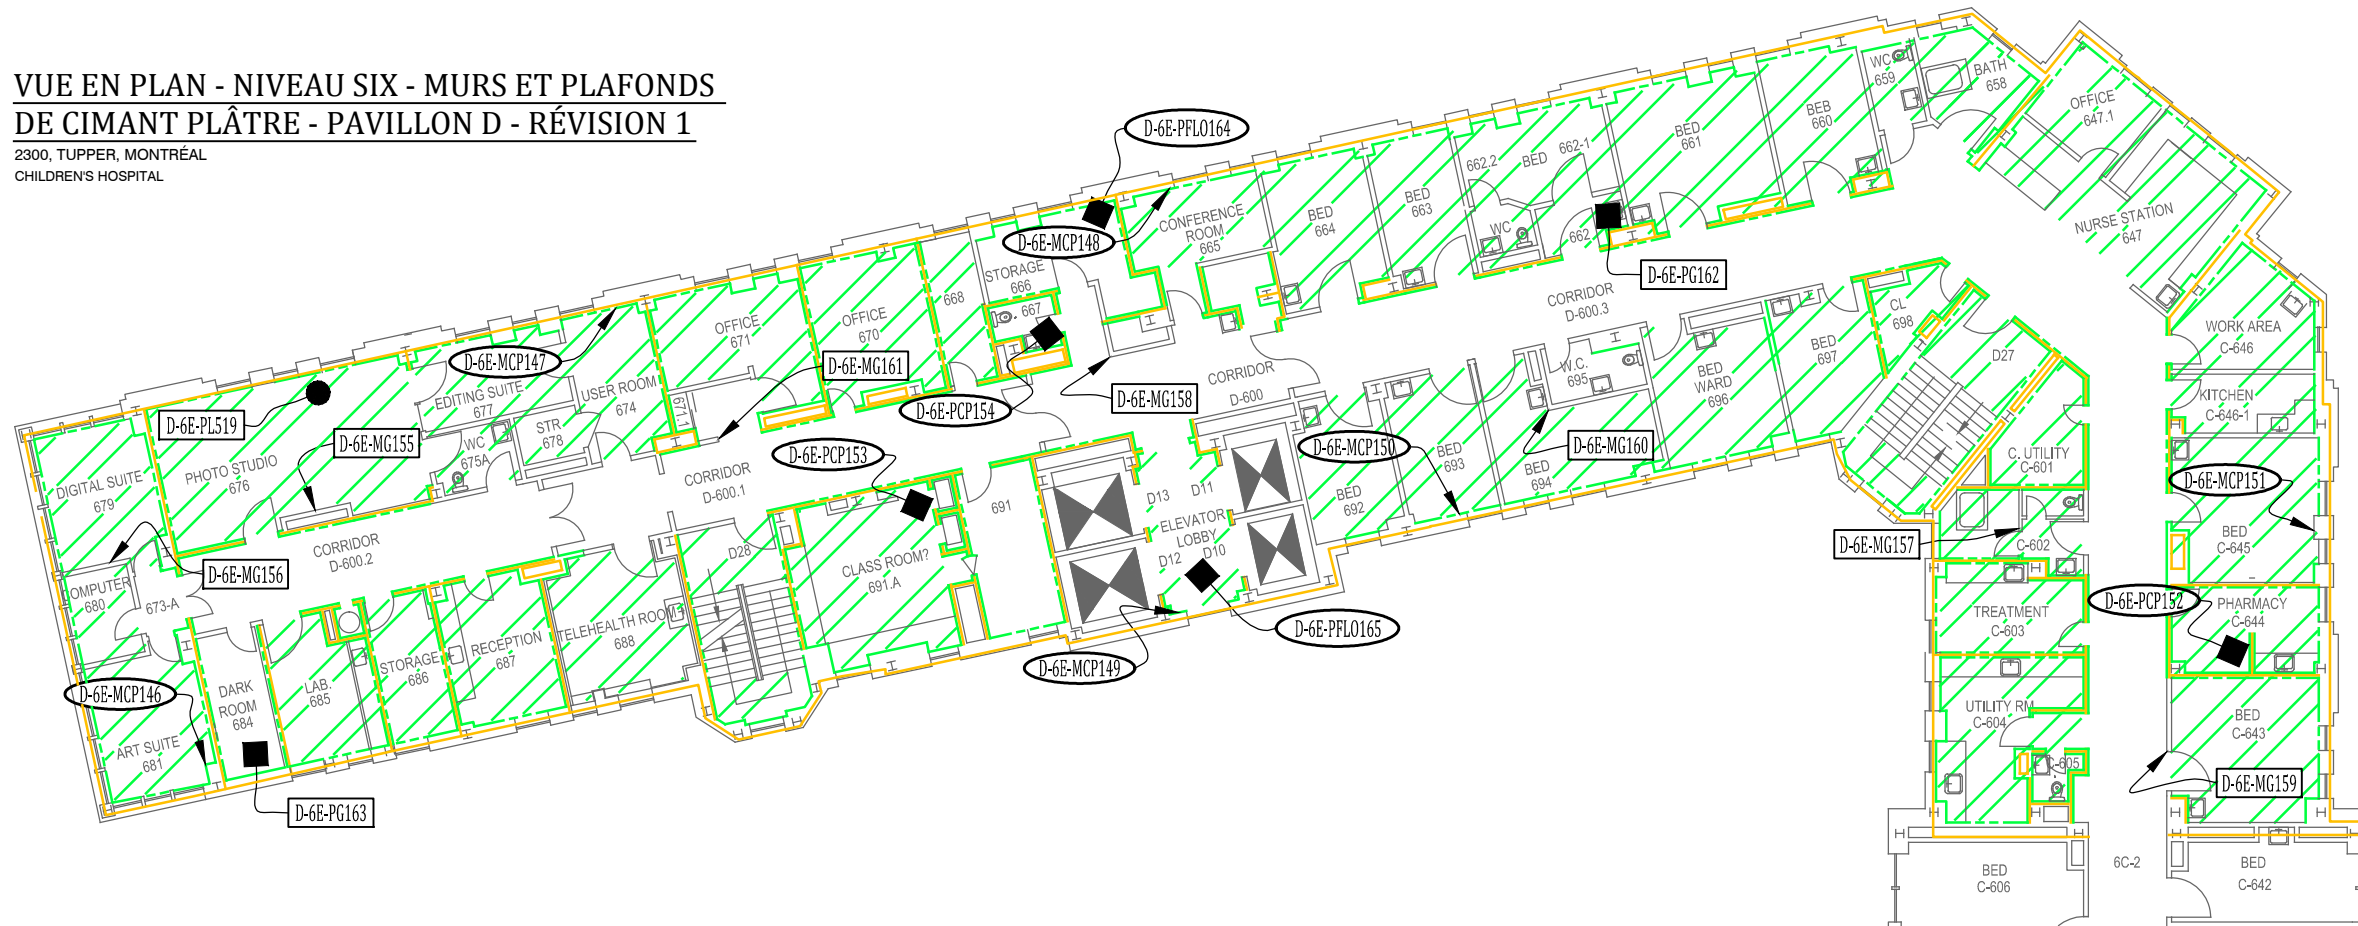 VUE EN PLAN - NIVEAU SIX - MURS ET PLAFONDS
DE CIMANT PLÂTRE - PAVILLON D - RÉVISION 1
2300, TUPPER, MONTRÉAL
CHILDREN'S HOSPITAL
D-6E-PFL0164
D-6E-MCP148
D-6E-PG162
D-6E-MCP147
D-6E-MG161
D-6E-MG158
D-6E-PCP154
D-6E-PL519
D-6E-MG155
D-6E-PCP153
D-6E-MCP150
D-6E-MG160
D-6E-MCP151
D-6E-MG157
D-6E-MG156
D-6E-PCP152
D-6E-PFL0165
D-6E-MCP149
D-6E-MCP146
D-6E-MG159
D-6E-PG163
WC
659
BATH
658
OFFICE
647.1
BEB
660
BED
661
662-1
BED
662.2
WC
662
BED
663
BED
664
CONFERENCE
ROOM
665
NURSE STATION
647
STORAGE
666
667
668
OFFICE
670
OFFICE
671
671.1
USER ROOM
674
EDITING SUITE
677
STR
678
WC
675A
PHOTO STUDIO
676
DIGITAL SUITE
679
OMPUTER
680
673-A
ART SUITE
681
DARK
ROOM
684
LAB.
685
STORAGE
686
RECEPTION
687
TELEHEALTH ROOM
688
D28
CORRIDOR
D-600.2
CORRIDOR
D-600.1
CORRIDOR
D-600
CORRIDOR
D-600.3
CLASS ROOM?
691.A
691
D13
D11
ELEVATOR
LOBBY
D12
D10
BED
692
BED
693
BED
694
W.C.
695
BED
WARD
696
BED
697
CL
698
D27
C. UTILITY
C-601
C-602
TREATMENT
C-603
UTILITY RM
C-604
C-605
WORK AREA
C-646
KITCHEN
C-646-1
BED
C-645
PHARMACY
C-644
BED
C-643
BED
C-606
6C-2
BED
C-642